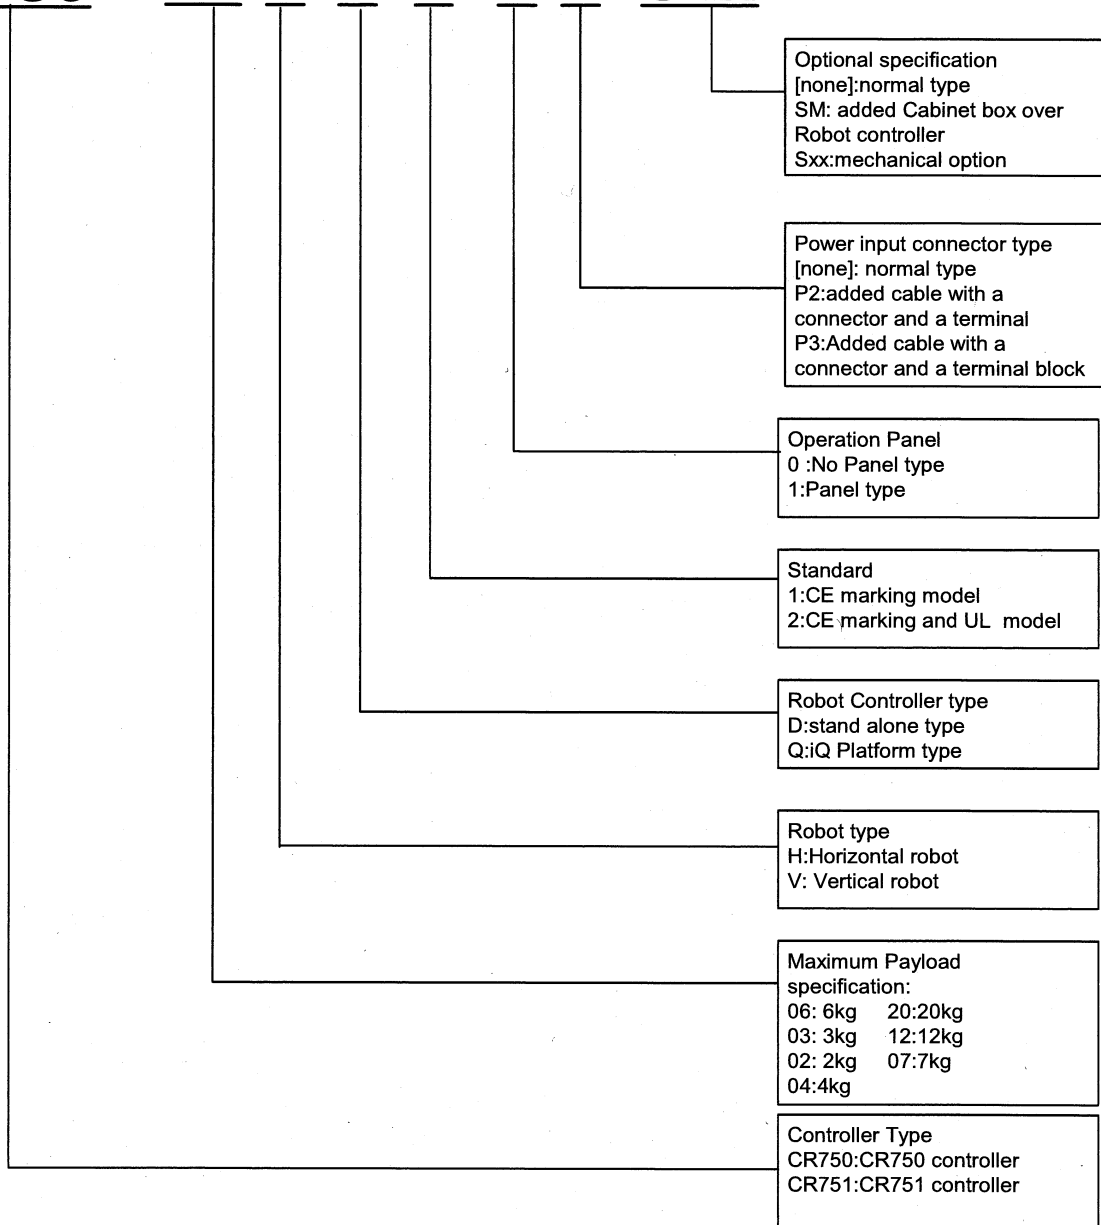 Optional specification
[none]:normal type
SM: added Cabinet box over
Robot controller
Sxx:mechanical option
Power input connector type
[none]: normal type
P2:added cable with a
connector and a terminal
P3:Added cable with a
connector and a terminal block
Operation Panel
0 :No Panel type
1:Panel type
Standard
1:CE marking model
2:CE marking and UL model
Robot Controller type
D:stand alone type
Q:iQ Platform type
Robot type
H:Horizontal robot
V: Vertical robot
Maximum Payload
specification:
06: 6kg 20:20kg
03: 3kg 12:12kg
02: 2kg 07:7kg
04:4kg
Controller Type
CR750:CR750 controller
CR751:CR751 controller